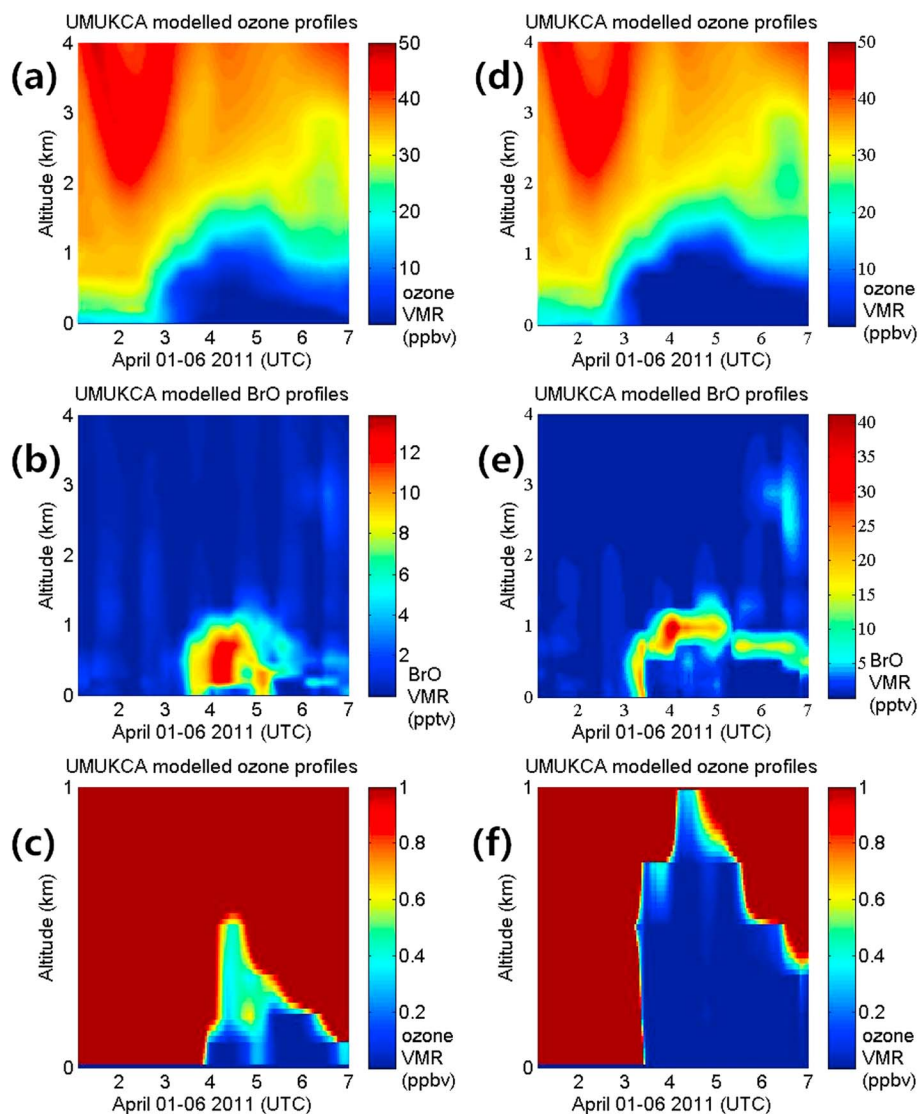 UMUKCA modelled ozone profiles
(a)
Altitude (km)
4
3
2
1
0
2 3 4 5 6 7
April 01-06 2011 (UTC)
50
40
30
20
10
ozone
VMR
(ppbv)
UMUKCA modelled ozone profiles
(d)
Altitude (km)
4
3
2
1
0
2 3 4 5 6 7
April 01-06 2011 (UTC)
50
40
30
20
10
ozone
VMR
(ppbv)
UMUKCA modelled BrO profiles
(b)
Altitude (km)
4
3
2
1
0
2 3 4 5 6 7
April 01-06 2011 (UTC)
12
10
8
6
4
2
BrO
VMR
(pptv)
UMUKCA modelled BrO profiles
(e)
Altitude (km)
4
3
2
1
0
2 3 4 5 6 7
April 01-06 2011 (UTC)
40
35
30
25
20
15
10
5
BrO
VMR
(pptv)
UMUKCA modelled ozone profiles
(c)
Altitude (km)
1
0
2 3 4 5 6 7
April 01-06 2011 (UTC)
1
0.8
0.6
0.4
0.2
ozone
VMR
(ppbv)
UMUKCA modelled ozone profiles
(f)
Altitude (km)
1
0
2 3 4 5 6 7
April 01-06 2011 (UTC)
1
0.8
0.6
0.4
0.2
ozone
VMR
(ppbv)